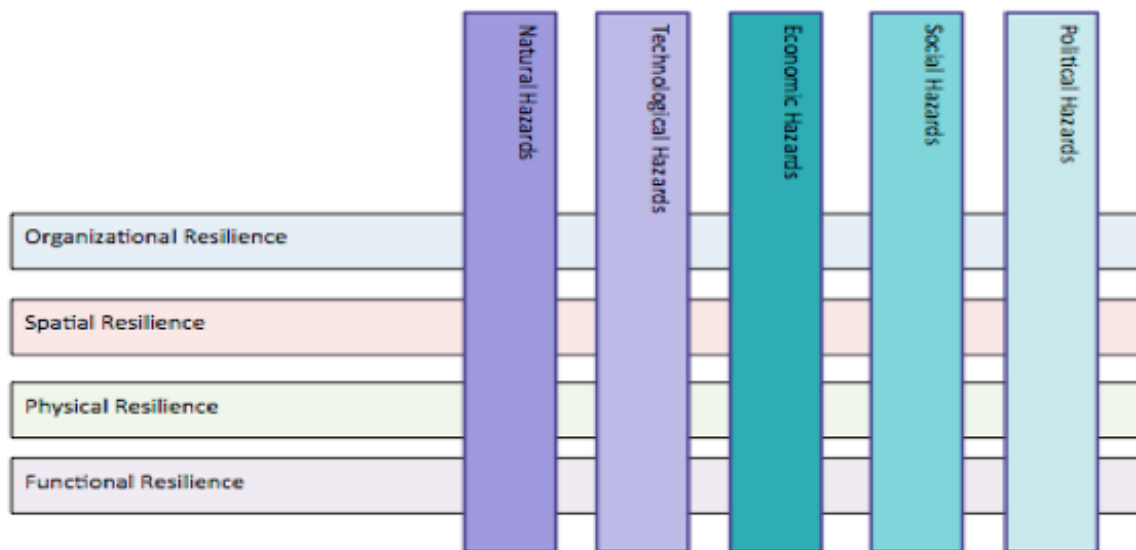 Natural Hazards
Technological Hazards
Economic Hazards
Social Hazards
Political Hazards
Organizational Resilience
Spatial Resilience
Physical Resilience
Functional Resilience